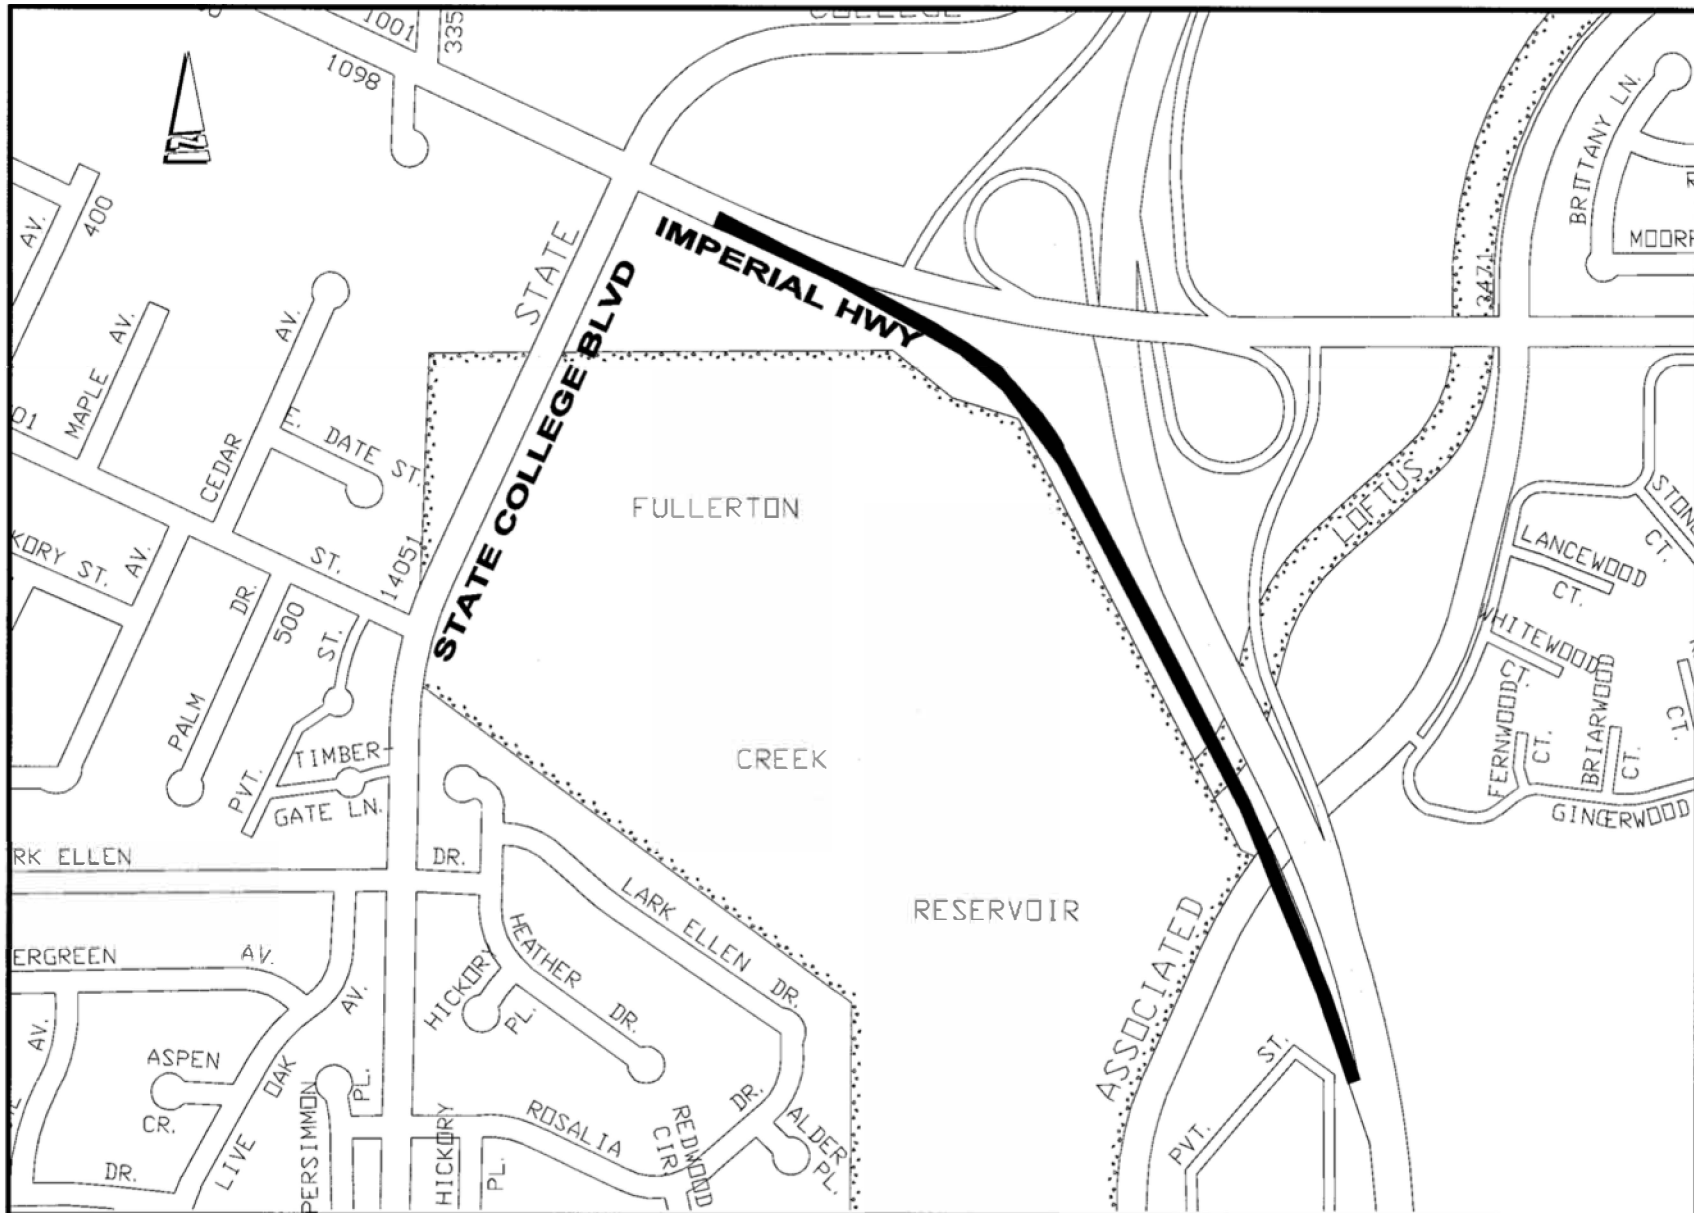 COLLEGE
1001
335
1098
BRITTANY LN.
AV.
400
STATE
IMPERIAL HWY
STATE COLLEGE BLVD
MOORP
3471
MAPLE AV.
AV.
CEDAR
E. DATE ST.
01
FULLERTON
LOFTUS
STON
CT.
LANCEWOOD
CT.
KORY ST.
AV.
ST.
14051
DR.
500
ST.
WHITEWOOD
CT.
PALM
FERNWOOD
CT.
BRIARWOOD
CT.
CT.
TIMBER-
GATE LN.
PVT.
CREEK
GINGERWOOD
RK ELLEN
DR.
LARK ELLEN DR.
RESERVOIR
ASSOCIATED
ERGREEN
AV.
HICKORY
PL.
HEATHER
DR.
AV.
AV.
ASPEN
CR.
LIVE OAK
PERSIMMON
PL.
HICKORY
PL.
ROSALIA
DR.
REDWOOD
CIR.
ALDER
PL.
ST.
PVT.
DR.